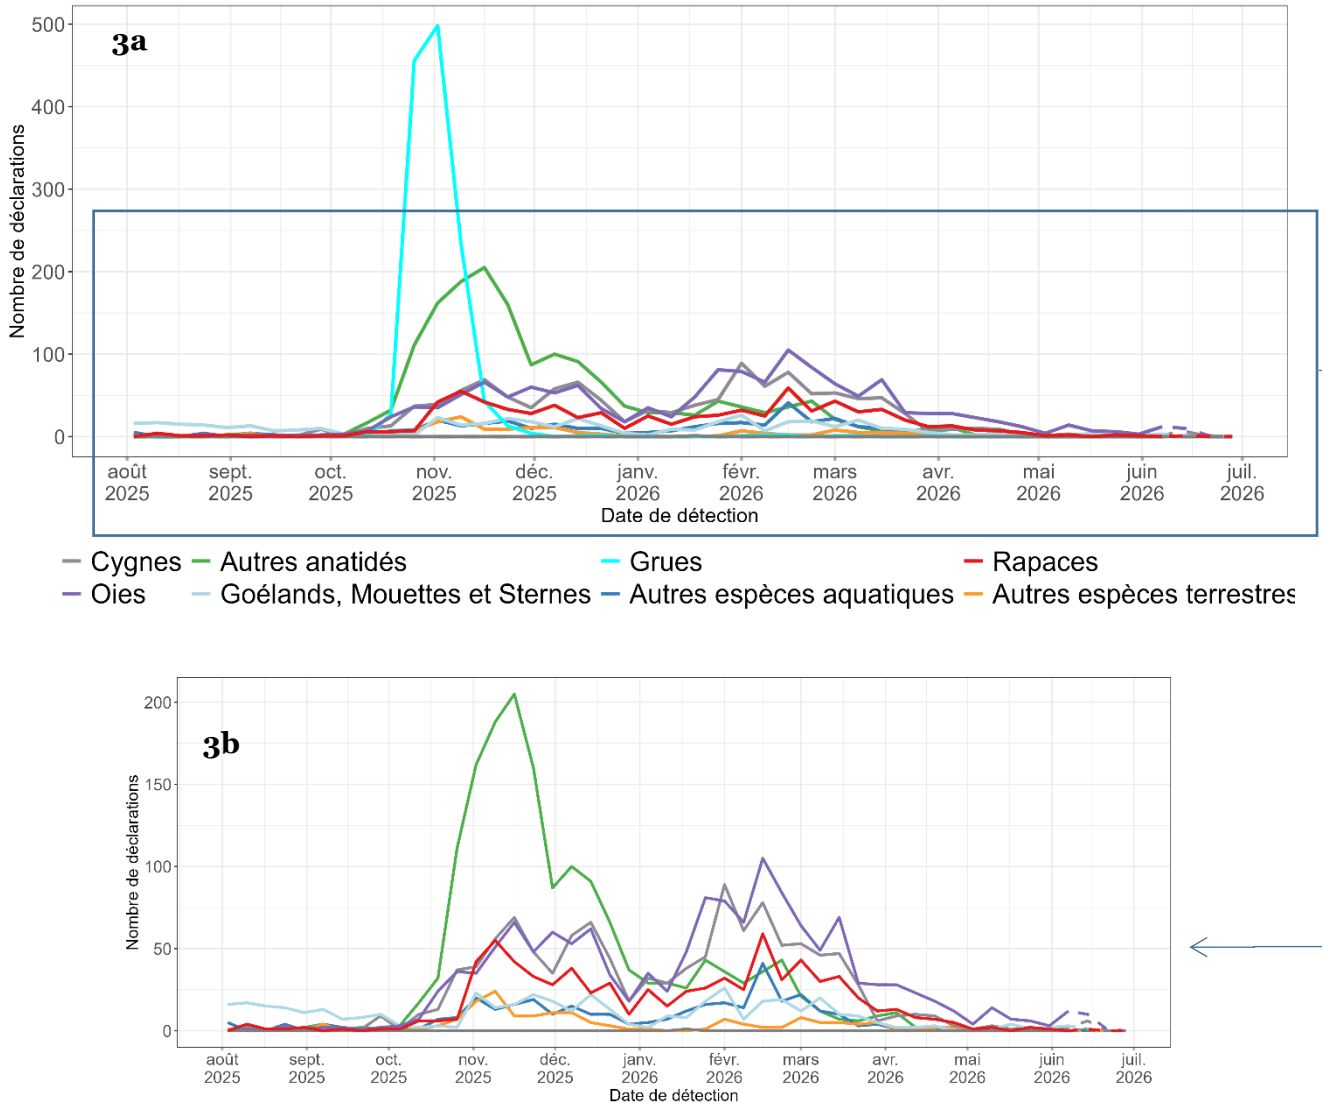 3a
500
400
300
200
100
0
Nombre de déclarations
août sept. oct. nov. déc. janv. févr. mars avr. mai juin juil.
2025 2025 2025 2025 2025 2026 2026 2026 2026 2026 2026 2026
Date de détection
Cygnes Autres anatidés Grues Rapaces
Oies Goélands, Mouettes et Sternes Autres espèces aquatiques Autres espèces terrestres
3b
200
150
100
50
0
Nombre de déclarations
août sept. oct. nov. déc. janv. févr. mars avr. mai juin juil.
2025 2025 2025 2025 2025 2026 2026 2026 2026 2026 2026 2026
Date de détection